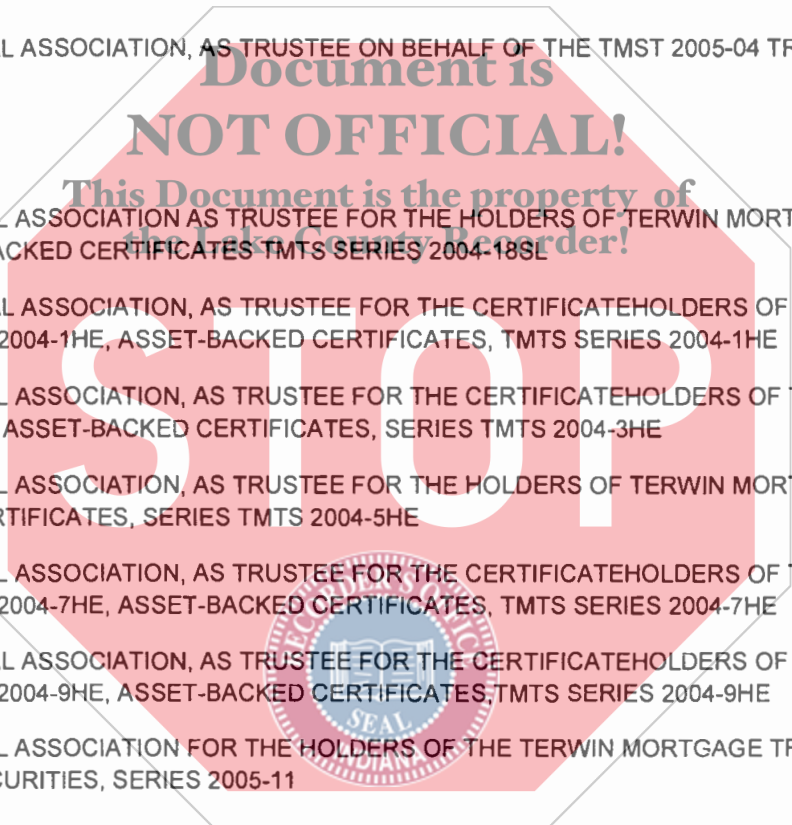 L ASSOCIATION, AS TRUSTEE ON BEHALF OF THE TMST 2005-04 TR
Document is
NOT OFFICIAL!
This Document is the property of
L ASSOCIATION AS TRUSTEE FOR THE HOLDERS OF TERWIN MORT
the Lake County Recorder!
ACKED CERTIFICATES TMTS SERIES 2004-18SL
L ASSOCIATION, AS TRUSTEE FOR THE CERTIFICATEHOLDERS OF
2004-1HE, ASSET-BACKED CERTIFICATES, TMTS SERIES 2004-1HE
STOP
L ASSOCIATION, AS TRUSTEE FOR THE CERTIFICATEHOLDERS OF T
ASSET-BACKED CERTIFICATES, SERIES TMTS 2004-3HE
L ASSOCIATION, AS TRUSTEE FOR THE HOLDERS OF TERWIN MORT
RTIFICATES, SERIES TMTS 2004-5HE
L ASSOCIATION, AS TRUSTEE FOR THE CERTIFICATEHOLDERS OF T
2004-7HE, ASSET-BACKED CERTIFICATES, TMTS SERIES 2004-7HE
RECORDER'S OFFICE
L ASSOCIATION, AS TRUSTEE FOR THE CERTIFICATEHOLDERS OF
2004-9HE, ASSET-BACKED CERTIFICATES,TMTS SERIES 2004-9HE
SEAL
INDIANA
L ASSOCIATION FOR THE HOLDERS OF THE TERWIN MORTGAGE TR
CURITIES, SERIES 2005-11